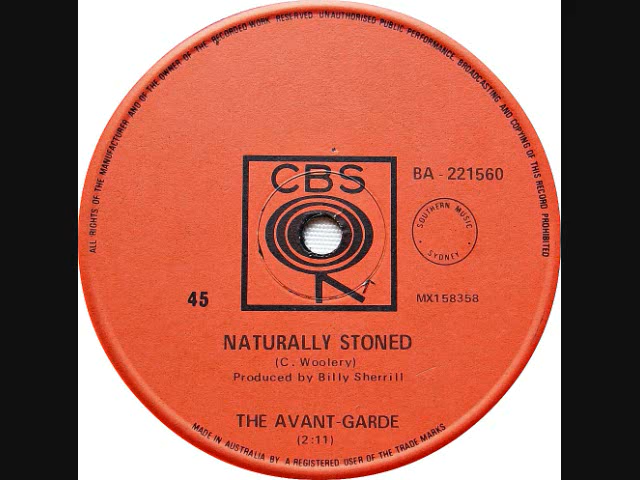 ALL RIGHTS OF THE MANUFACTURER AND OF THE OWNER OF THE RECORDED WORK RESERVED UNAUTHORISED PUBLIC PERFORMANCE BROADCASTING AND COPYING OF THIS RECORD PROHIBITED
CBS
BA - 221560
SOUTHERN MUSIC
SYDNEY
45
MX158358
NATURALLY STONED
(C. Woolery)
Produced by Billy Sherrill
THE AVANT-GARDE
(2:11)
MADE IN AUSTRALIA BY A REGISTERED USER OF THE TRADE MARKS